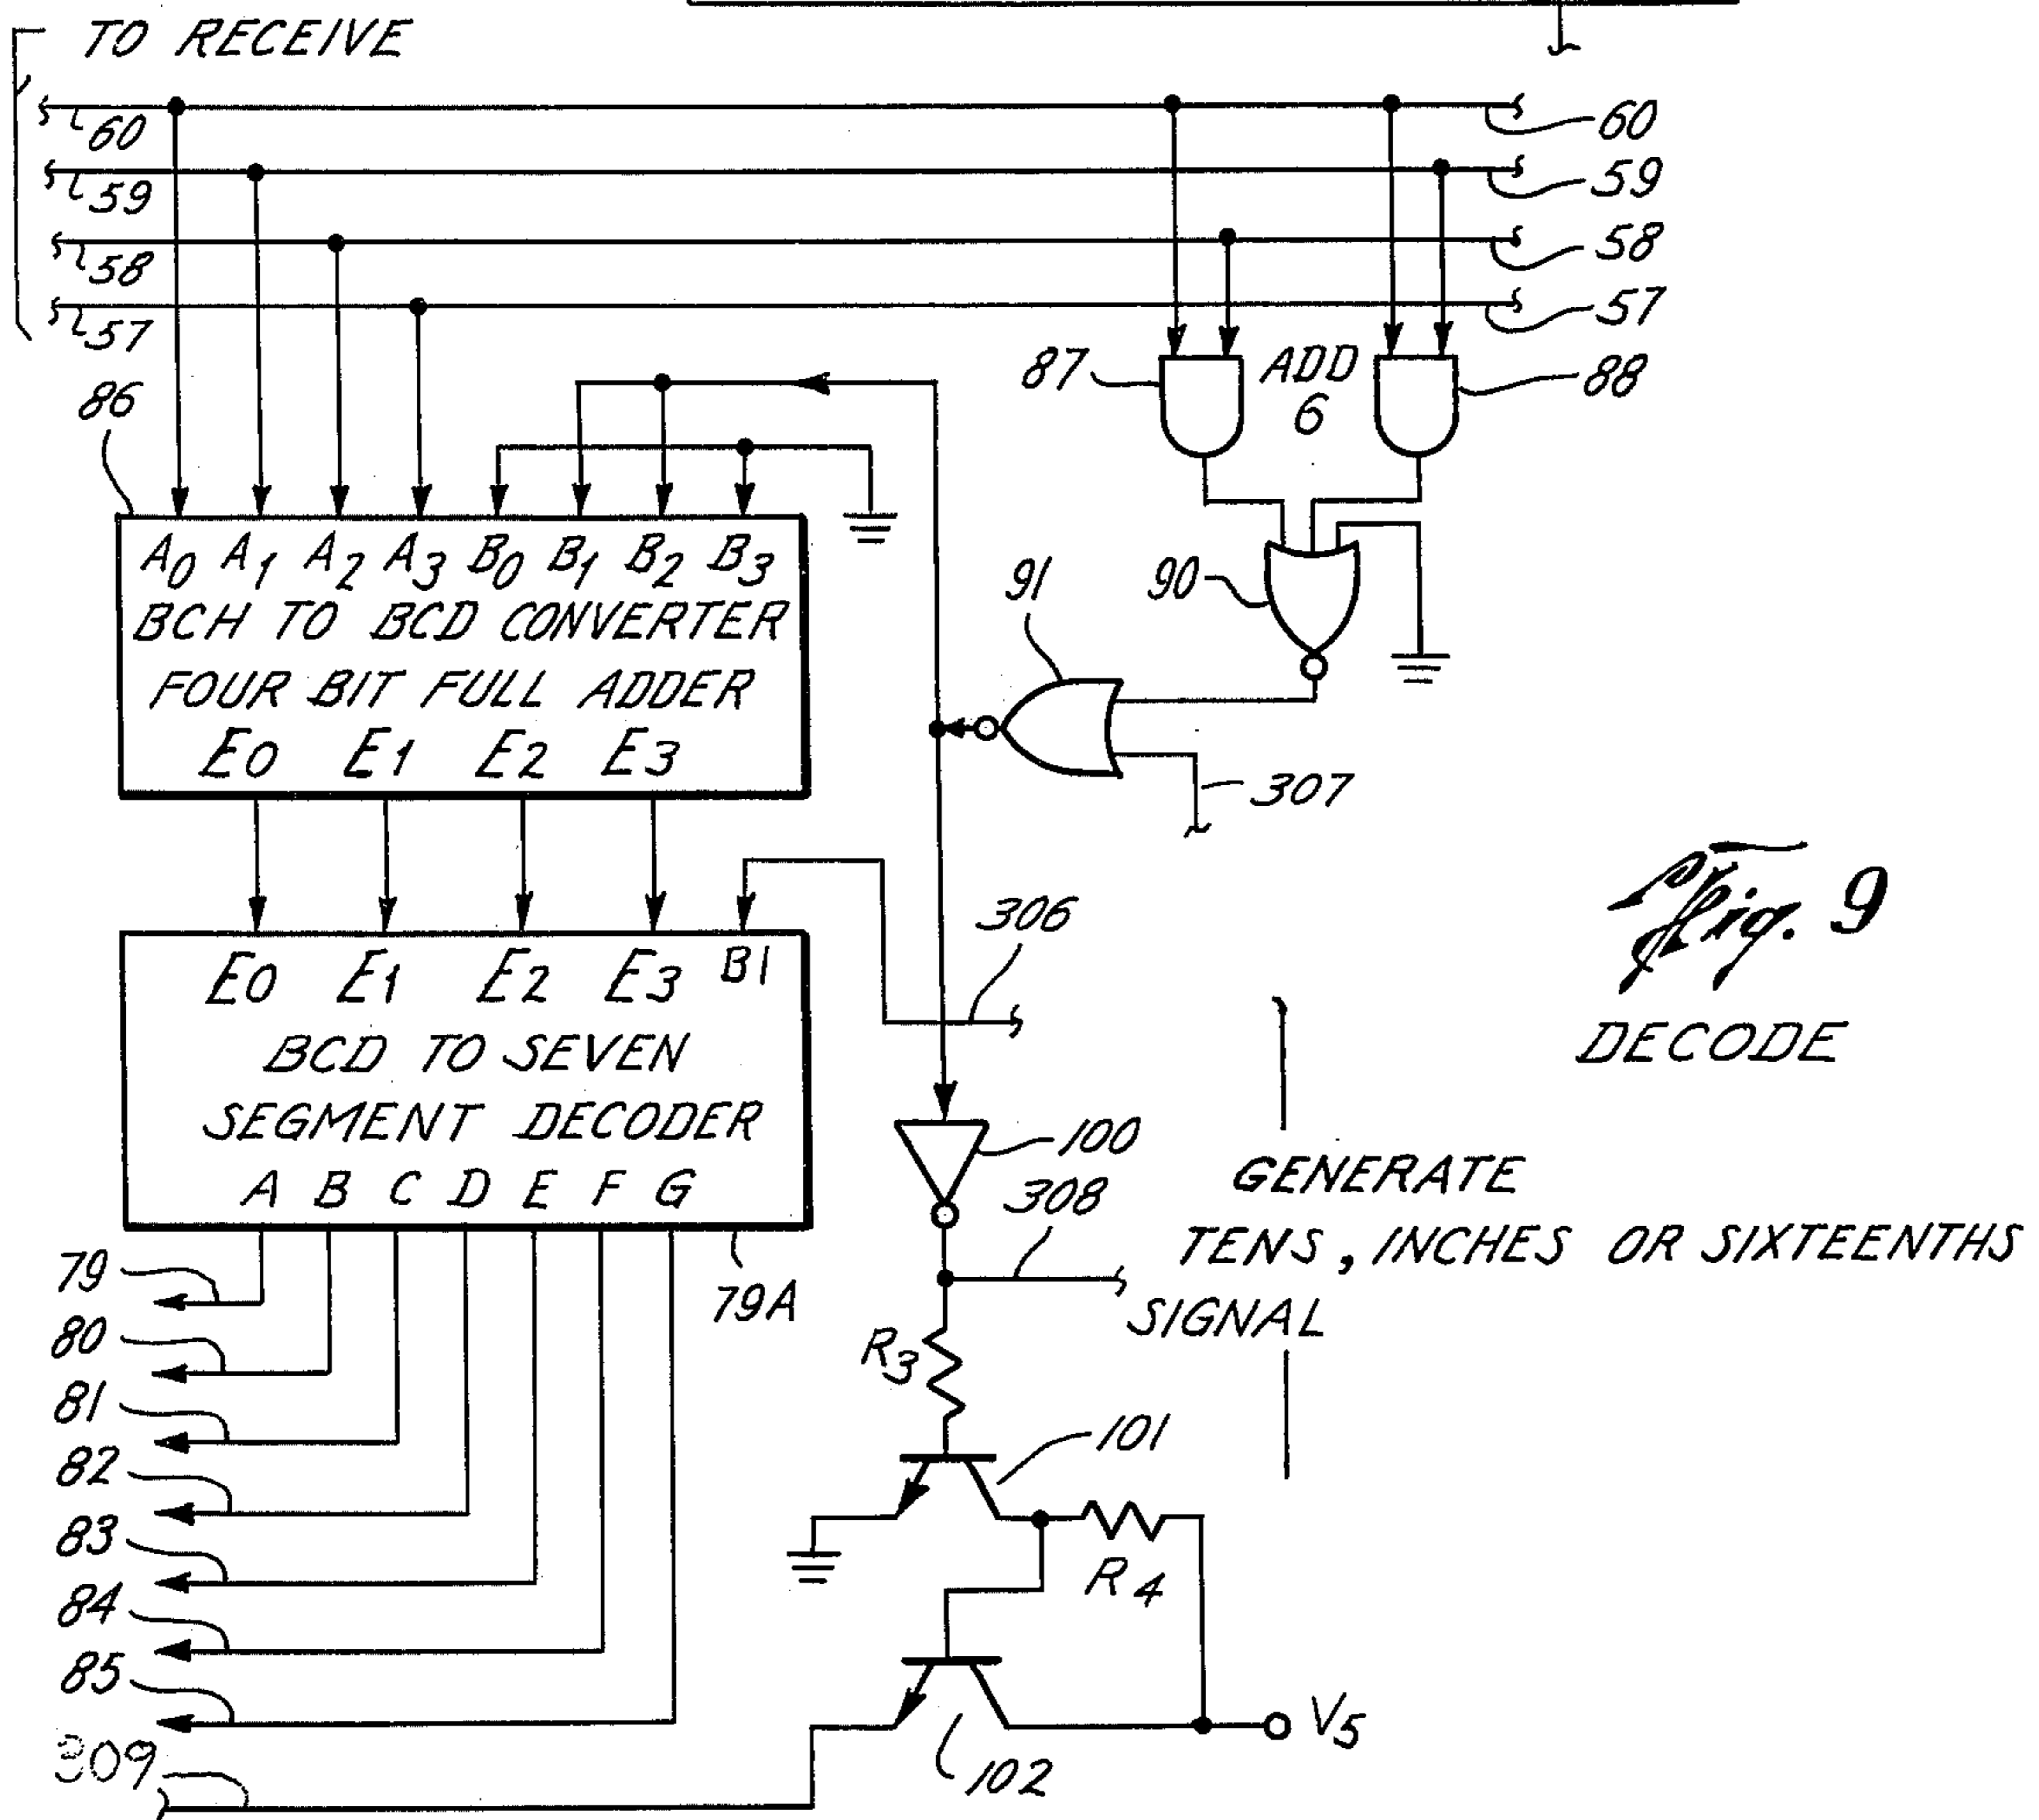 TO RECEIVE
60
60
59
59
58
58
57
57
86
87
ADD
6
88
A0 A1 A2 A3 B0 B1 B2 B3
BCH TO BCD CONVERTER
FOUR BIT FULL ADDER
E0 E1 E2 E3
91
90
307
306
E0 E1 E2 E3 BI
BCD TO SEVEN
SEGMENT DECODER
A B C D E F G
Fig. 9
DECODE
100
308
GENERATE
TENS, INCHES OR SIXTEENTHS
SIGNAL
79
79A
80
R3
81
101
82
83
R4
84
85
V5
309
102